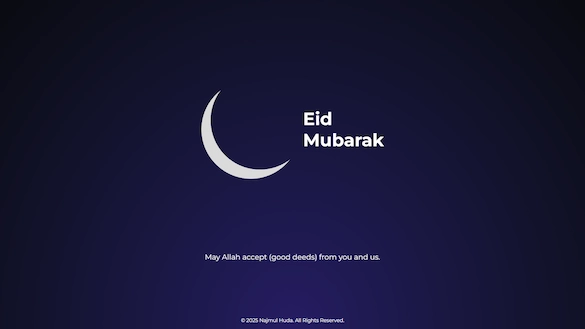 Eid
Mubarak
May Allah accept (good deeds) from you and us.
© 2025 Najmul Huda. All Rights Reserved.